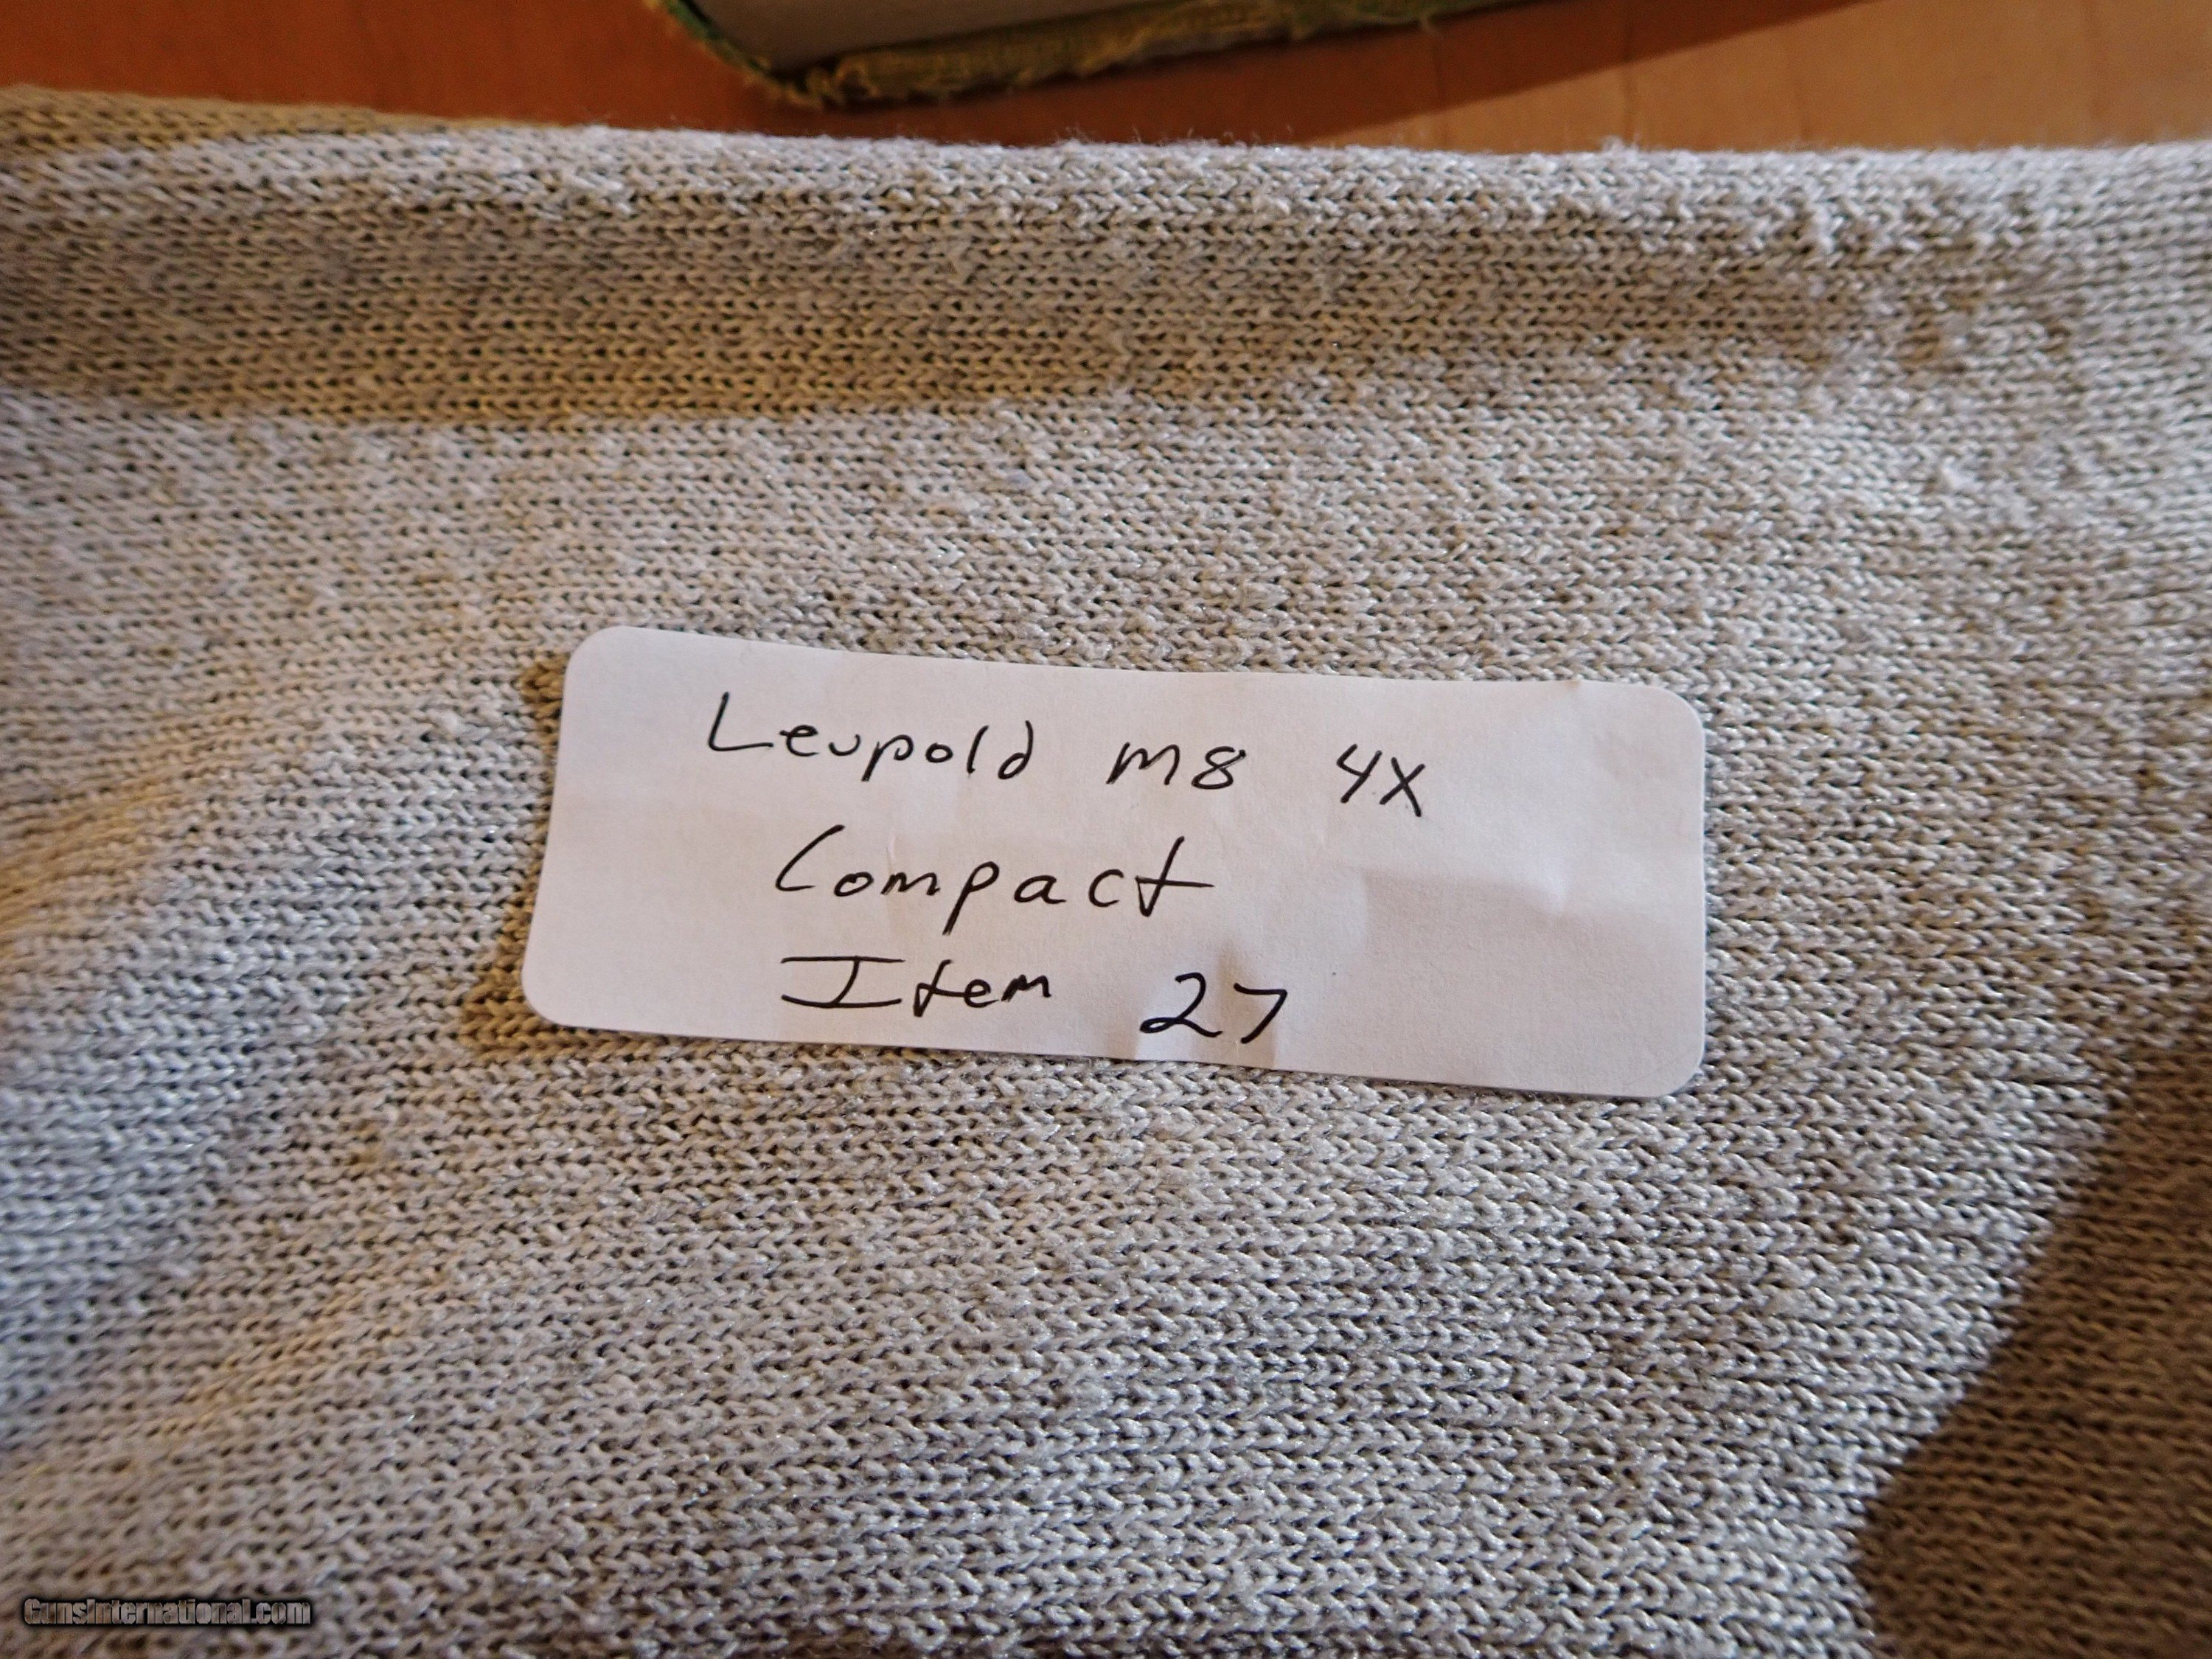 Leupold M8 4X
Compact
Item 27
GunsInternational.com